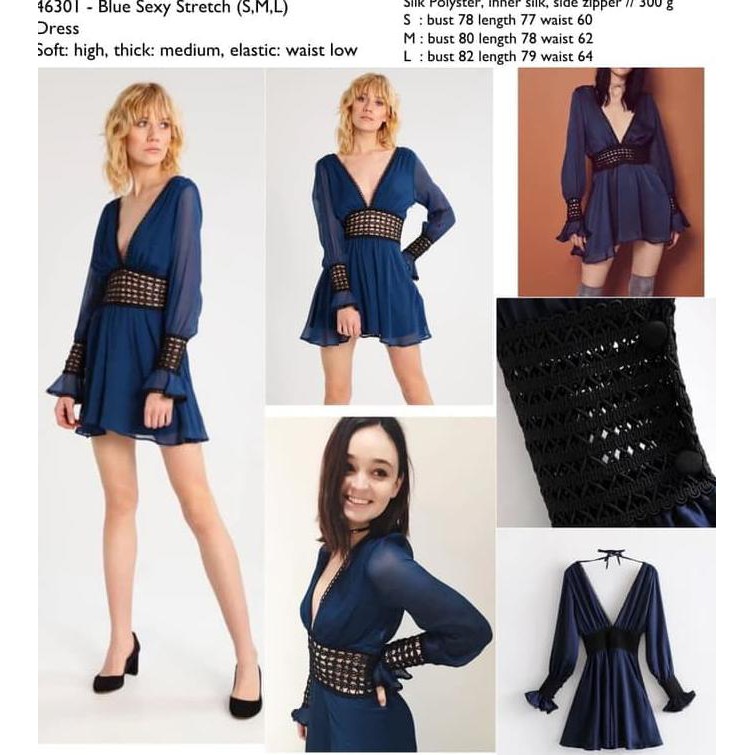 46301 - Blue Sexy Stretch (S,M,L)
Dress
Soft: high, thick: medium, elastic: waist low
Silk Polyster, inner silk, side zipper // 300 g
S : bust 78 length 77 waist 60
M : bust 80 length 78 waist 62
L : bust 82 length 79 waist 64